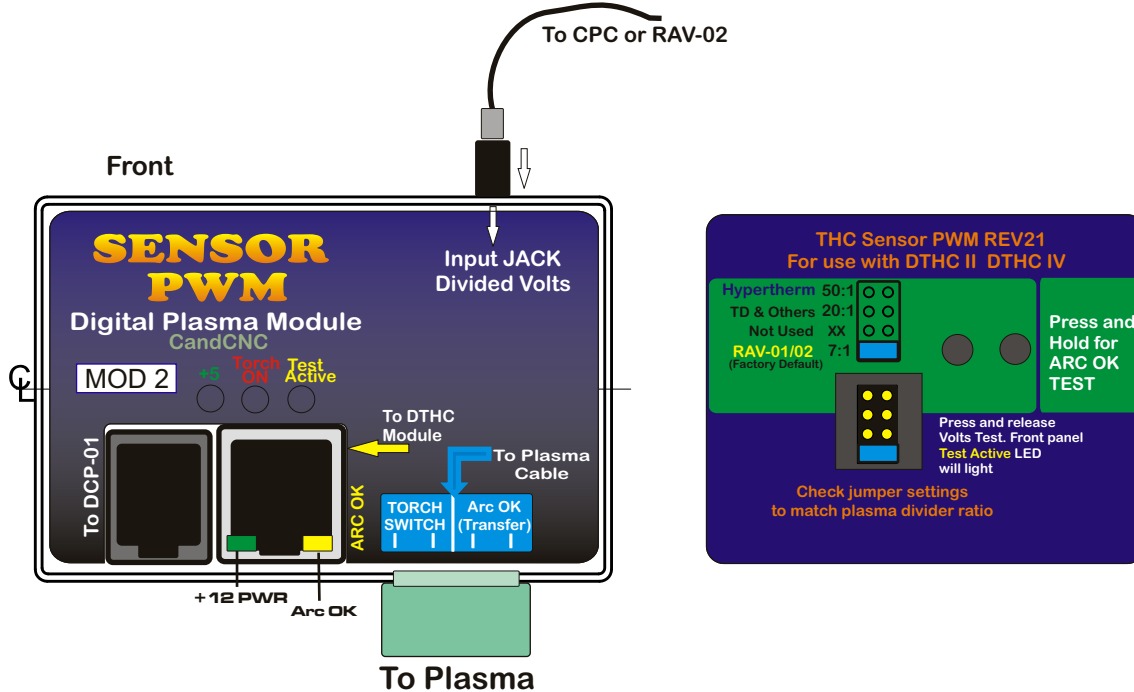 To CPC or RAV-02
Front
SENSOR
PWM
Digital Plasma Module
CandCNC
Input JACK
Divided Volts
CL
MOD 2
+5
Torch
ON
Test
Active
To DCP-01
To DTHC
Module
ARC OK
To Plasma
Cable
TORCH
SWITCH
Arc OK
(Transfer)
+12 PWR
Arc OK
To Plasma
THC Sensor PWM REV21
For use with DTHC II DTHC IV
Hypertherm 50:1
TD & Others 20:1
Not Used XX
RAV-01/02 7:1
(Factory Default)
Press and
Hold for
ARC OK
TEST
Press and release
Volts Test. Front panel
Test Active LED
will light
Check jumper settings
to match plasma divider ratio